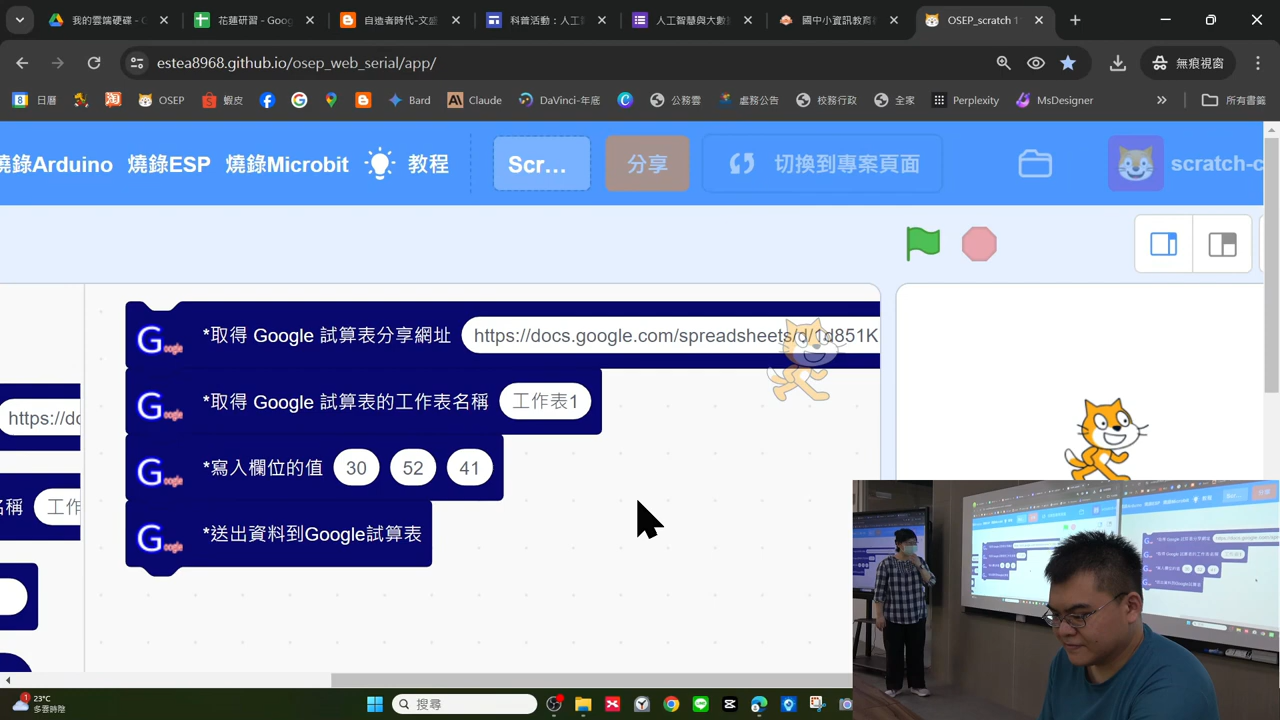 我的雲端硬碟 - G
花蓮研習 - Goog
自造者時代-文盛
科普活動：人工
人工智慧與大數
國中小資訊教育
OSEP_scratch
estea8968.github.io/osep_web_serial/app/
無痕視窗
日曆
淘
OSEP
蝦皮
Bard
Claude
DaVinci-年底
公務雲
處務公告
校務行政
全家
Perplexity
MsDesigner
所有書籤
燒錄Arduino
燒錄ESP
燒錄Microbit
教程
Scr...
分享
切換到專案頁面
scratch-c
*取得 Google 試算表分享網址
https://docs.google.com/spreadsheets/d/1d851K
*取得 Google 試算表的工作表名稱
工作表1
https://do
*寫入欄位的值 30 52 41
名稱 工作
*送出資料到Google試算表
23°C
多雲時陰
搜尋